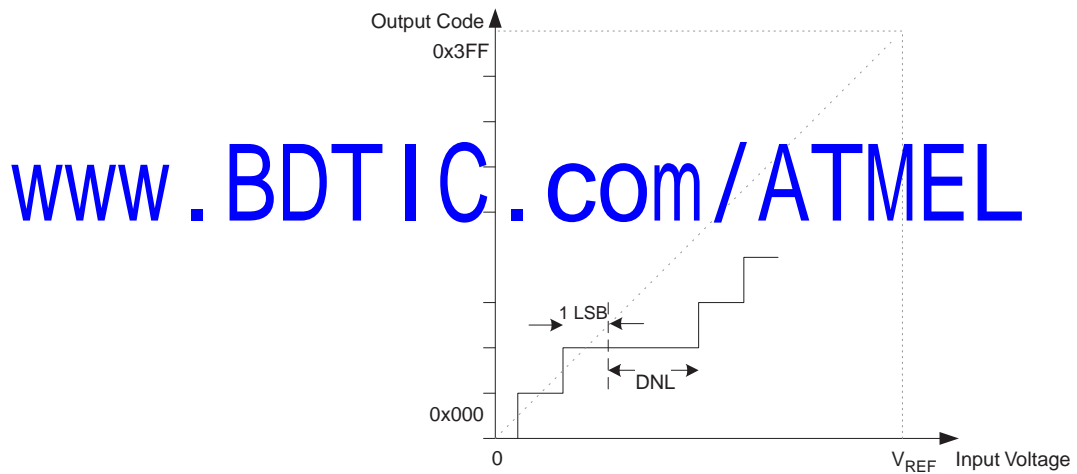 Output Code
0x3FF
www.BDTIC.com/ATMEL
1 LSB
DNL
0x000
0
VREF
Input Voltage